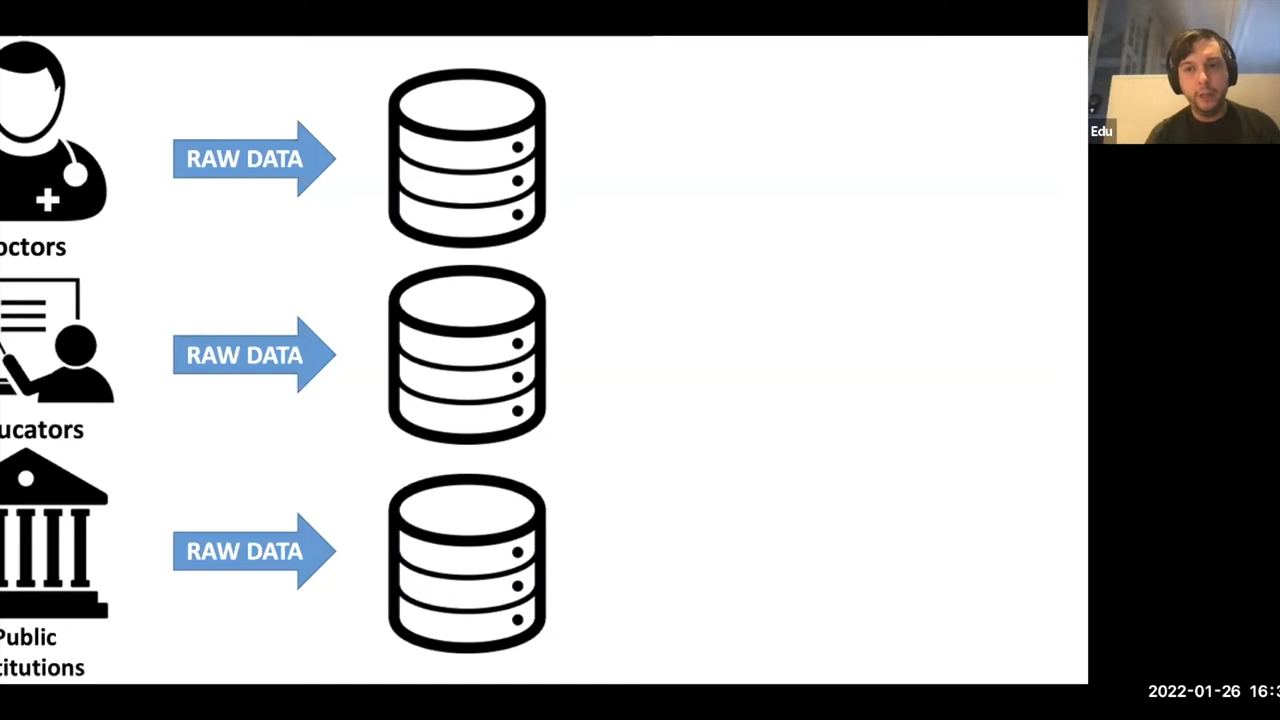 RAW DATA
octors
RAW DATA
ucators
RAW DATA
Public
titutions
Edu
2022-01-26 16:3